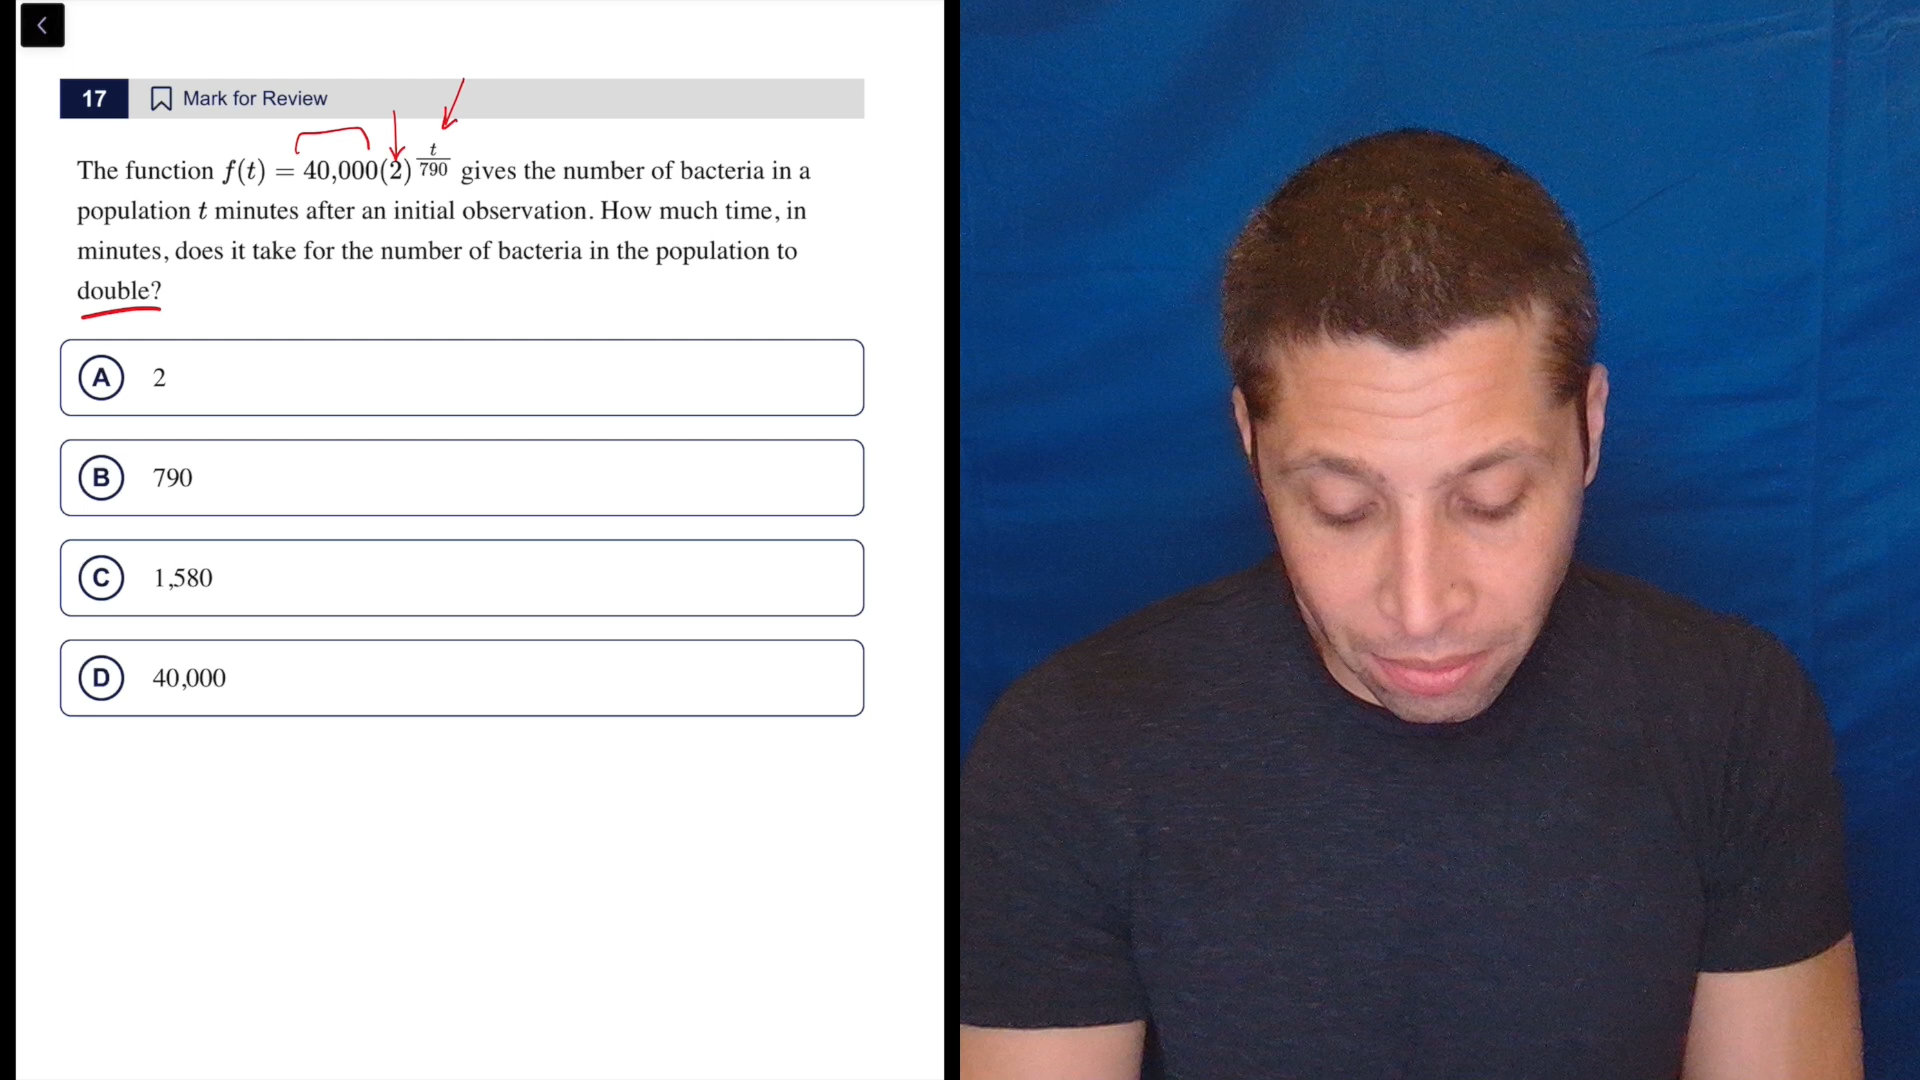 17 Mark for Review
The function f(t) = 40,000(2)^(t/790) gives the number of bacteria in a
population t minutes after an initial observation. How much time, in
minutes, does it take for the number of bacteria in the population to
double?
A 2
B 790
C 1,580
D 40,000